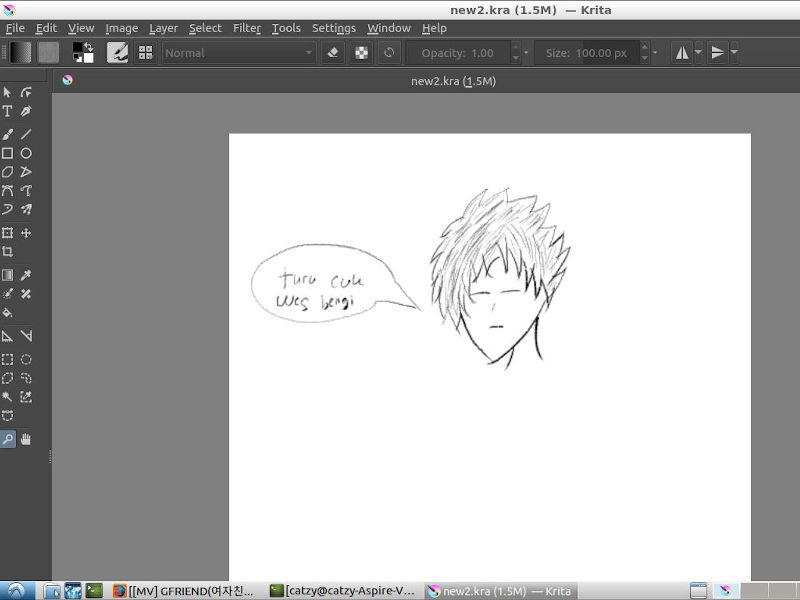 new2.kra (1.5M) — Krita
File Edit View Image Layer Select Filter Tools Settings Window Help
Normal Opacity: 1.00 Size: 100.00 px
new2.kra (1.5M)
turu cuk
wes bengi
[[MV] GFRIEND(여자친... [catzy@catzy-Aspire-V... new2.kra (1.5M) — Krita